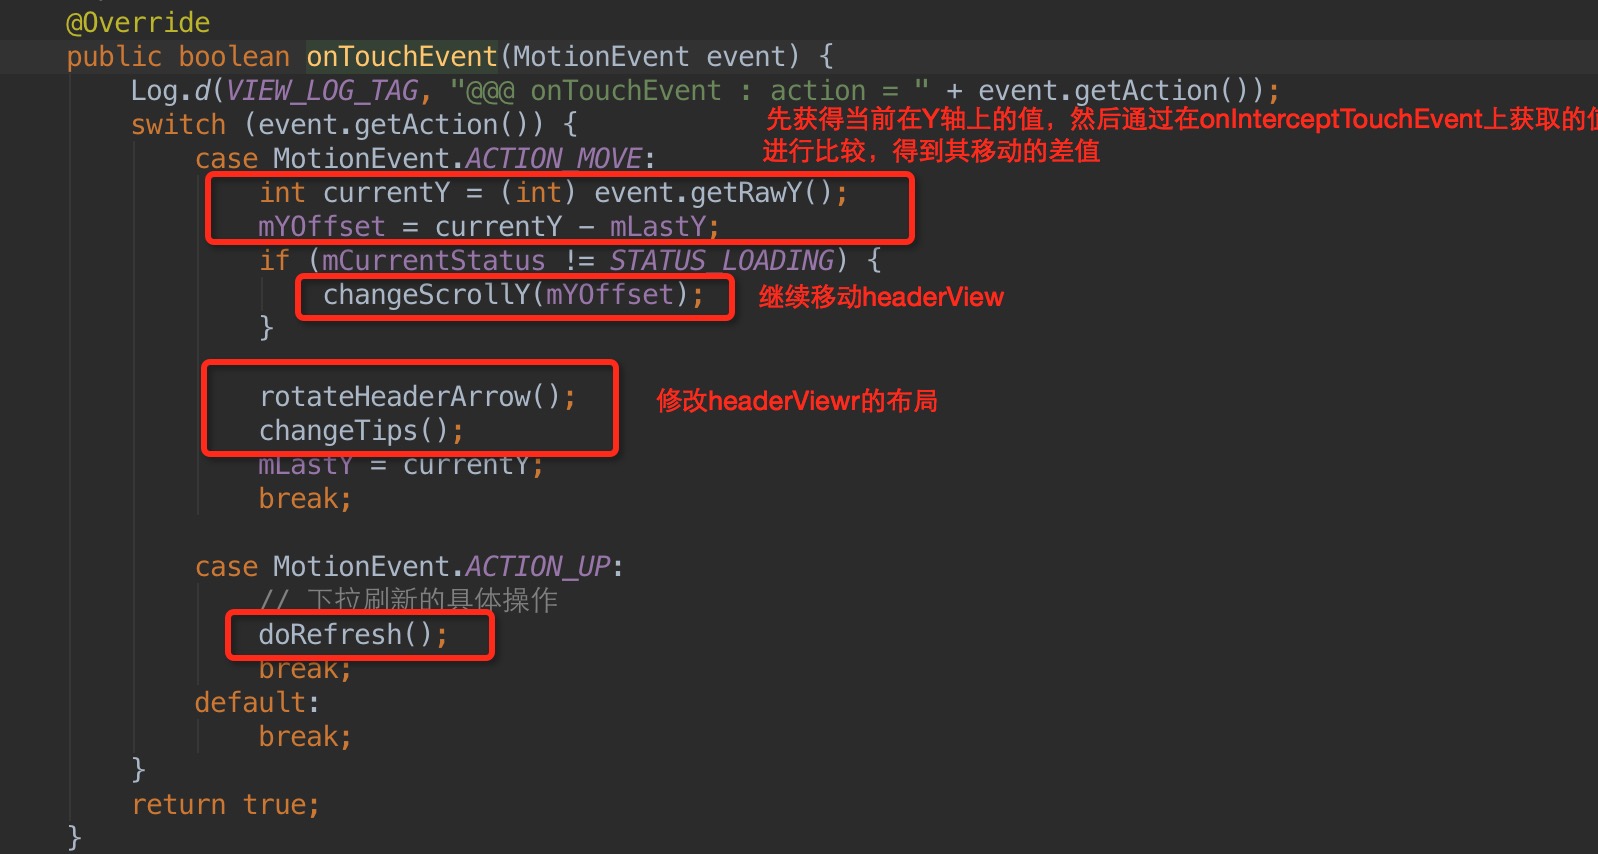 @Override
public boolean onTouchEvent(MotionEvent event) {
Log.d(VIEW_LOG_TAG, "@@@ onTouchEvent : action = " + event.getAction());
switch (event.getAction()) {
先获得当前在Y轴上的值，然后通过在onInterceptTouchEvent上获取的值
进行比较，得到其移动的差值
case MotionEvent.ACTION_MOVE:
int currentY = (int) event.getRawY();
mYOffset = currentY - mLastY;
if (mCurrentStatus != STATUS_LOADING) {
changeScrollY(mYOffset);
继续移动headerView
}
rotateHeaderArrow();
修改headerViewr的布局
changeTips();
mLastY = currentY;
break;
case MotionEvent.ACTION_UP:
// 下拉刷新的具体操作
doRefresh();
break;
default:
break;
}
return true;
}